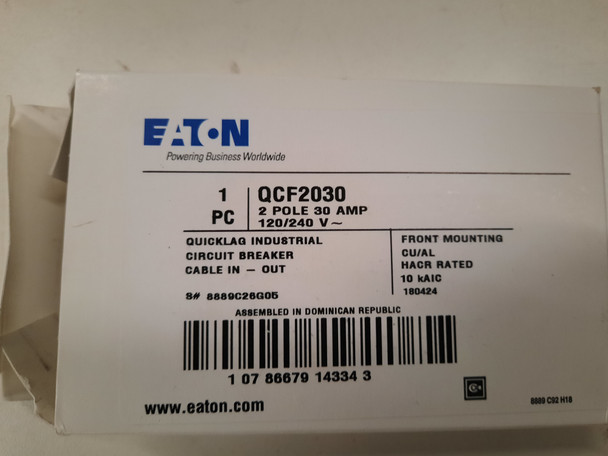 EATON
Powering Business Worldwide
1 PC
QCF2030
2 POLE 30 AMP
120/240 V ~
QUICKLAG INDUSTRIAL
CIRCUIT BREAKER
CABLE IN – OUT
S# 8889C26G05
FRONT MOUNTING
CU/AL
HACR RATED
10 kAIC
180424
ASSEMBLED IN DOMINICAN REPUBLIC
1 07 86679 14334 3
www.eaton.com
8889 C92 H18